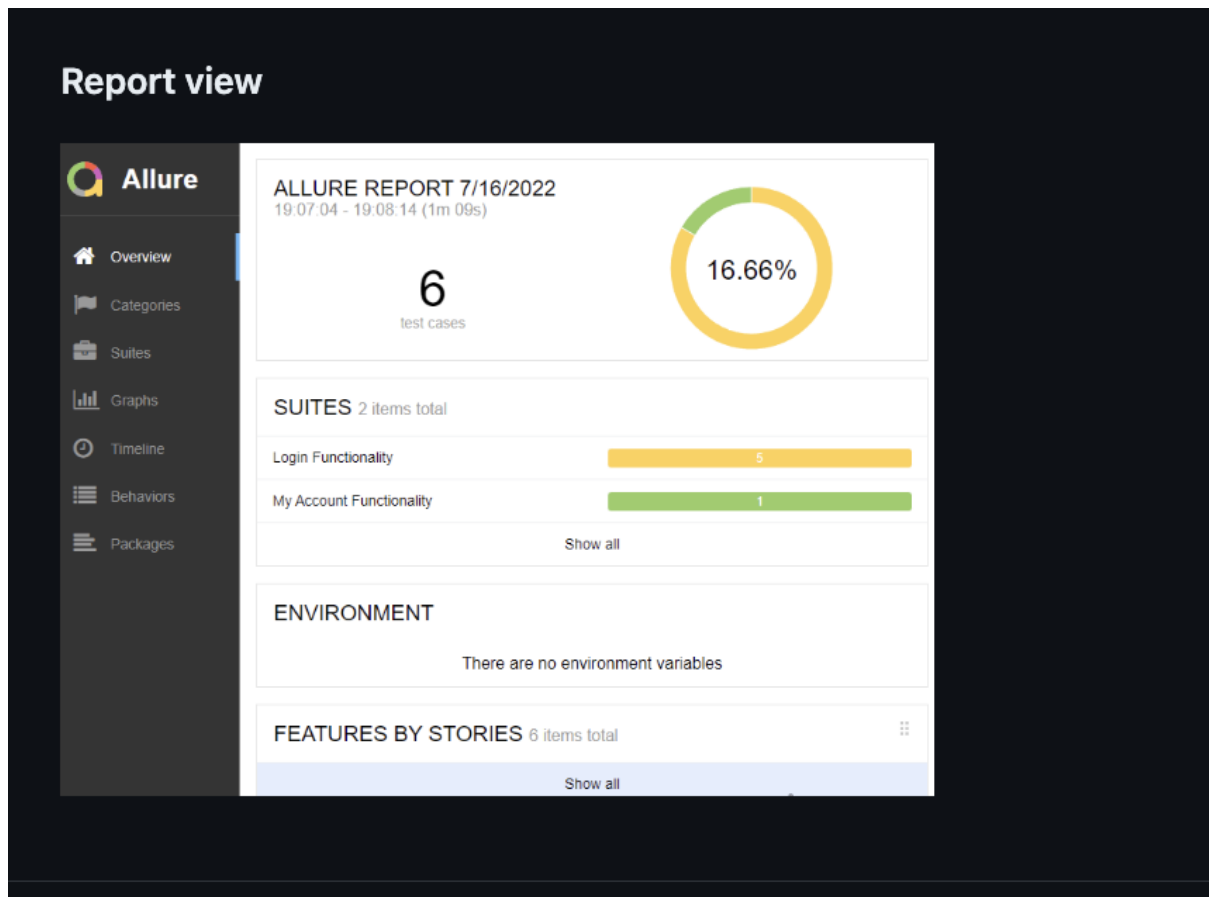 Report view
Allure
Overview
Categories
Suites
Graphs
Timeline
Behaviors
Packages
ALLURE REPORT 7/16/2022
19:07:04 - 19:08:14 (1m 09s)
6
test cases
16.66%
SUITES 2 items total
Login Functionality 5
My Account Functionality 1
Show all
ENVIRONMENT
There are no environment variables
FEATURES BY STORIES 6 items total
Show all